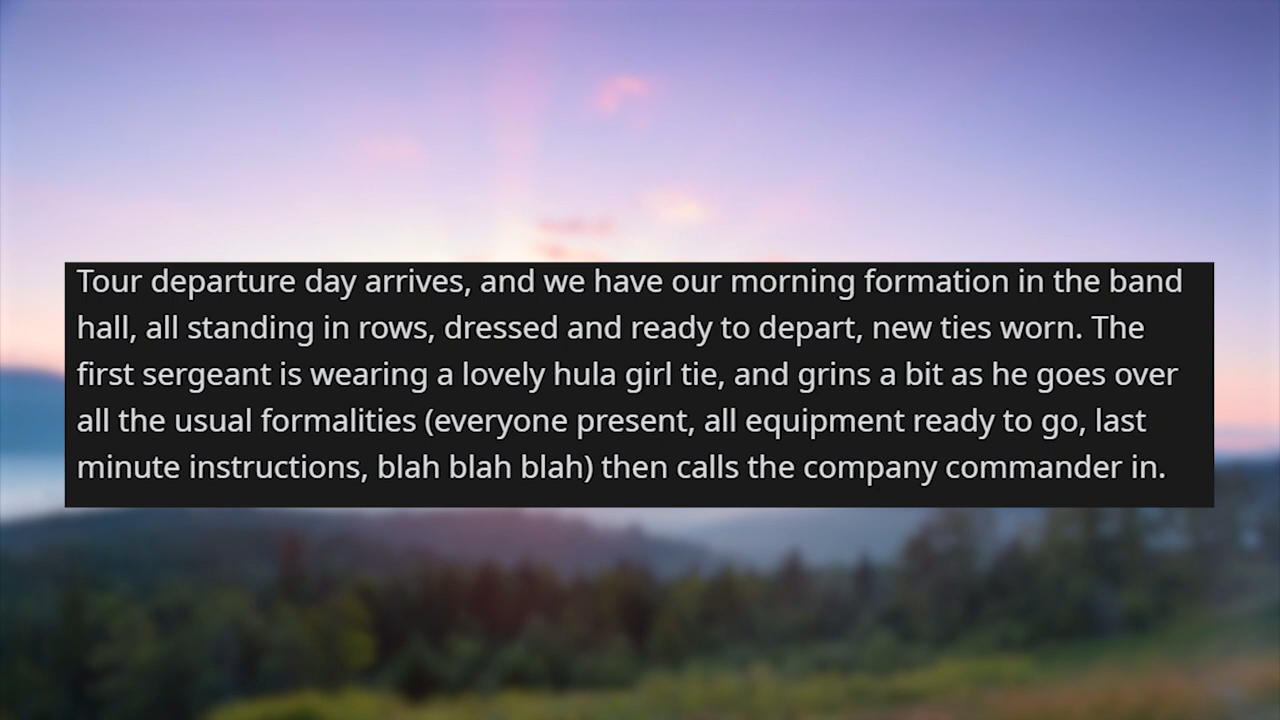 Tour departure day arrives, and we have our morning formation in the band
hall, all standing in rows, dressed and ready to depart, new ties worn. The
first sergeant is wearing a lovely hula girl tie, and grins a bit as he goes over
all the usual formalities (everyone present, all equipment ready to go, last
minute instructions, blah blah blah) then calls the company commander in.